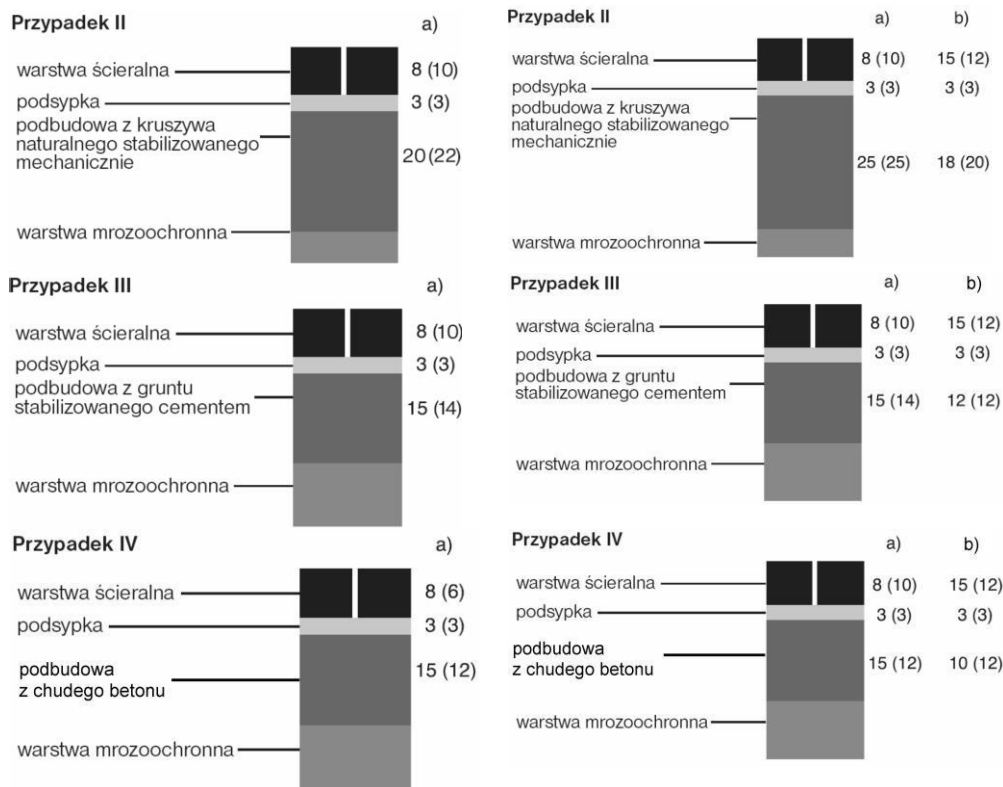 Przypadek II a)
warstwa ścieralna 8 (10)
podsypka 3 (3)
podbudowa z kruszywa
naturalnego stabilizowanego
mechanicznie
20 (22)
warstwa mrozoochronna
Przypadek II a) b)
warstwa ścieralna 8 (10) 15 (12)
podsypka 3 (3) 3 (3)
podbudowa z kruszywa
naturalnego stabilizowanego
mechanicznie
25 (25) 18 (20)
warstwa mrozoochronna
Przypadek III a)
warstwa ścieralna 8 (10)
podsypka 3 (3)
podbudowa z gruntu
stabilizowanego cementem
15 (14)
warstwa mrozoochronna
Przypadek III a) b)
warstwa ścieralna 8 (10) 15 (12)
podsypka 3 (3) 3 (3)
podbudowa z gruntu
stabilizowanego cementem
15 (14) 12 (12)
warstwa mrozoochronna
Przypadek IV a)
warstwa ścieralna 8 (6)
podsypka 3 (3)
podbudowa 15 (12)
z chudego betonu
warstwa mrozoochronna
Przypadek IV a) b)
warstwa ścieralna 8 (10) 15 (12)
podsypka 3 (3) 3 (3)
podbudowa
z chudego betonu 15 (12) 10 (12)
warstwa mrozoochronna